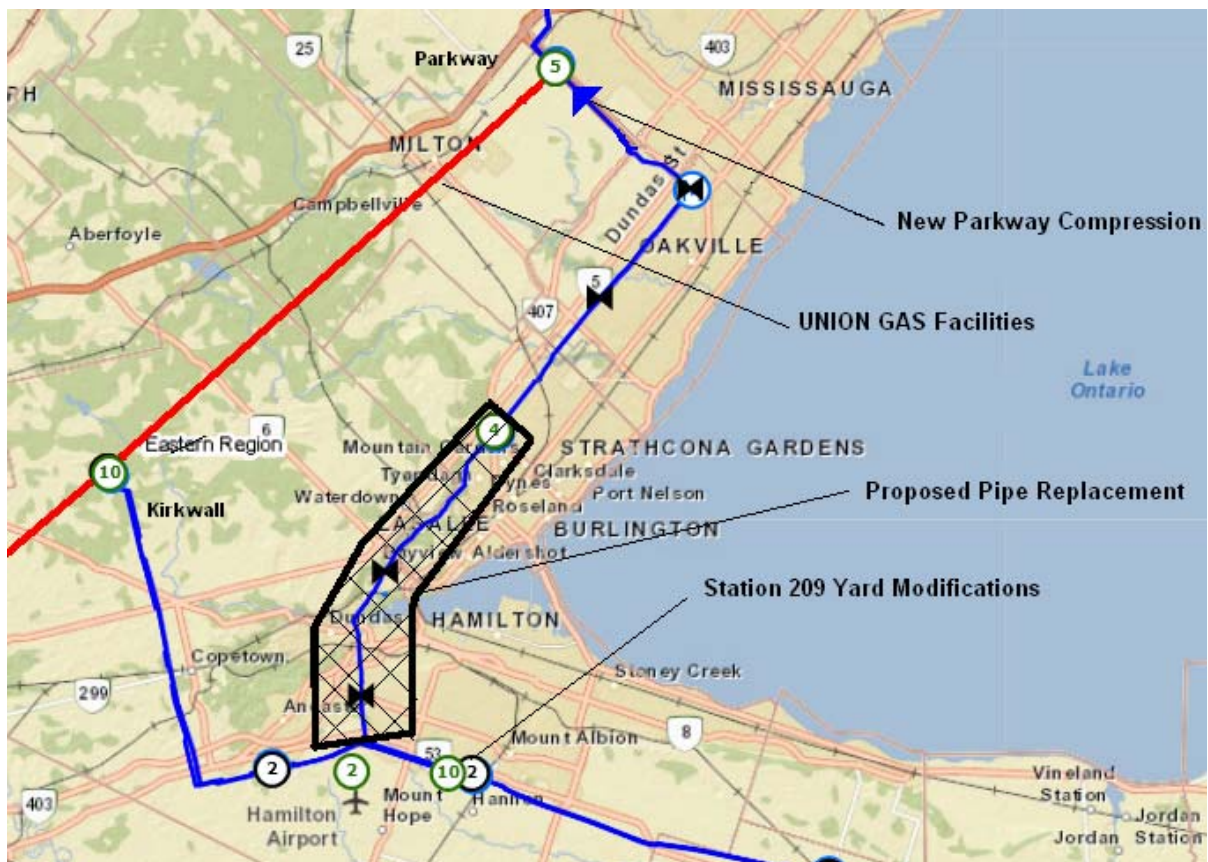 25
Parkway
5
403
MISSISSAUGA
RH
MILTON
Dundas St
Campbellville
Aberfoyle
OAKVILLE
New Parkway Compression
5
407
UNION GAS Facilities
Lake
Ontario
6
Eastern Region
4
Mountain Gardens
STRATHCONA GARDENS
10
Tyandaga
Clarksdale
Waterdown
Port Nelson
Roseland
Proposed Pipe Replacement
Kirkwall
LASALLE
BURLINGTON
Bayview
Aldershot
Station 209 Yard Modifications
Dundas
HAMILTON
Copetown
Stoney Creek
299
Ancaster
8
53
Mount Albion
2
2
10
2
Vineland
Station
403
Hamilton
Airport
Mount
Hope
Hannon
Jordan
Jordan
Station